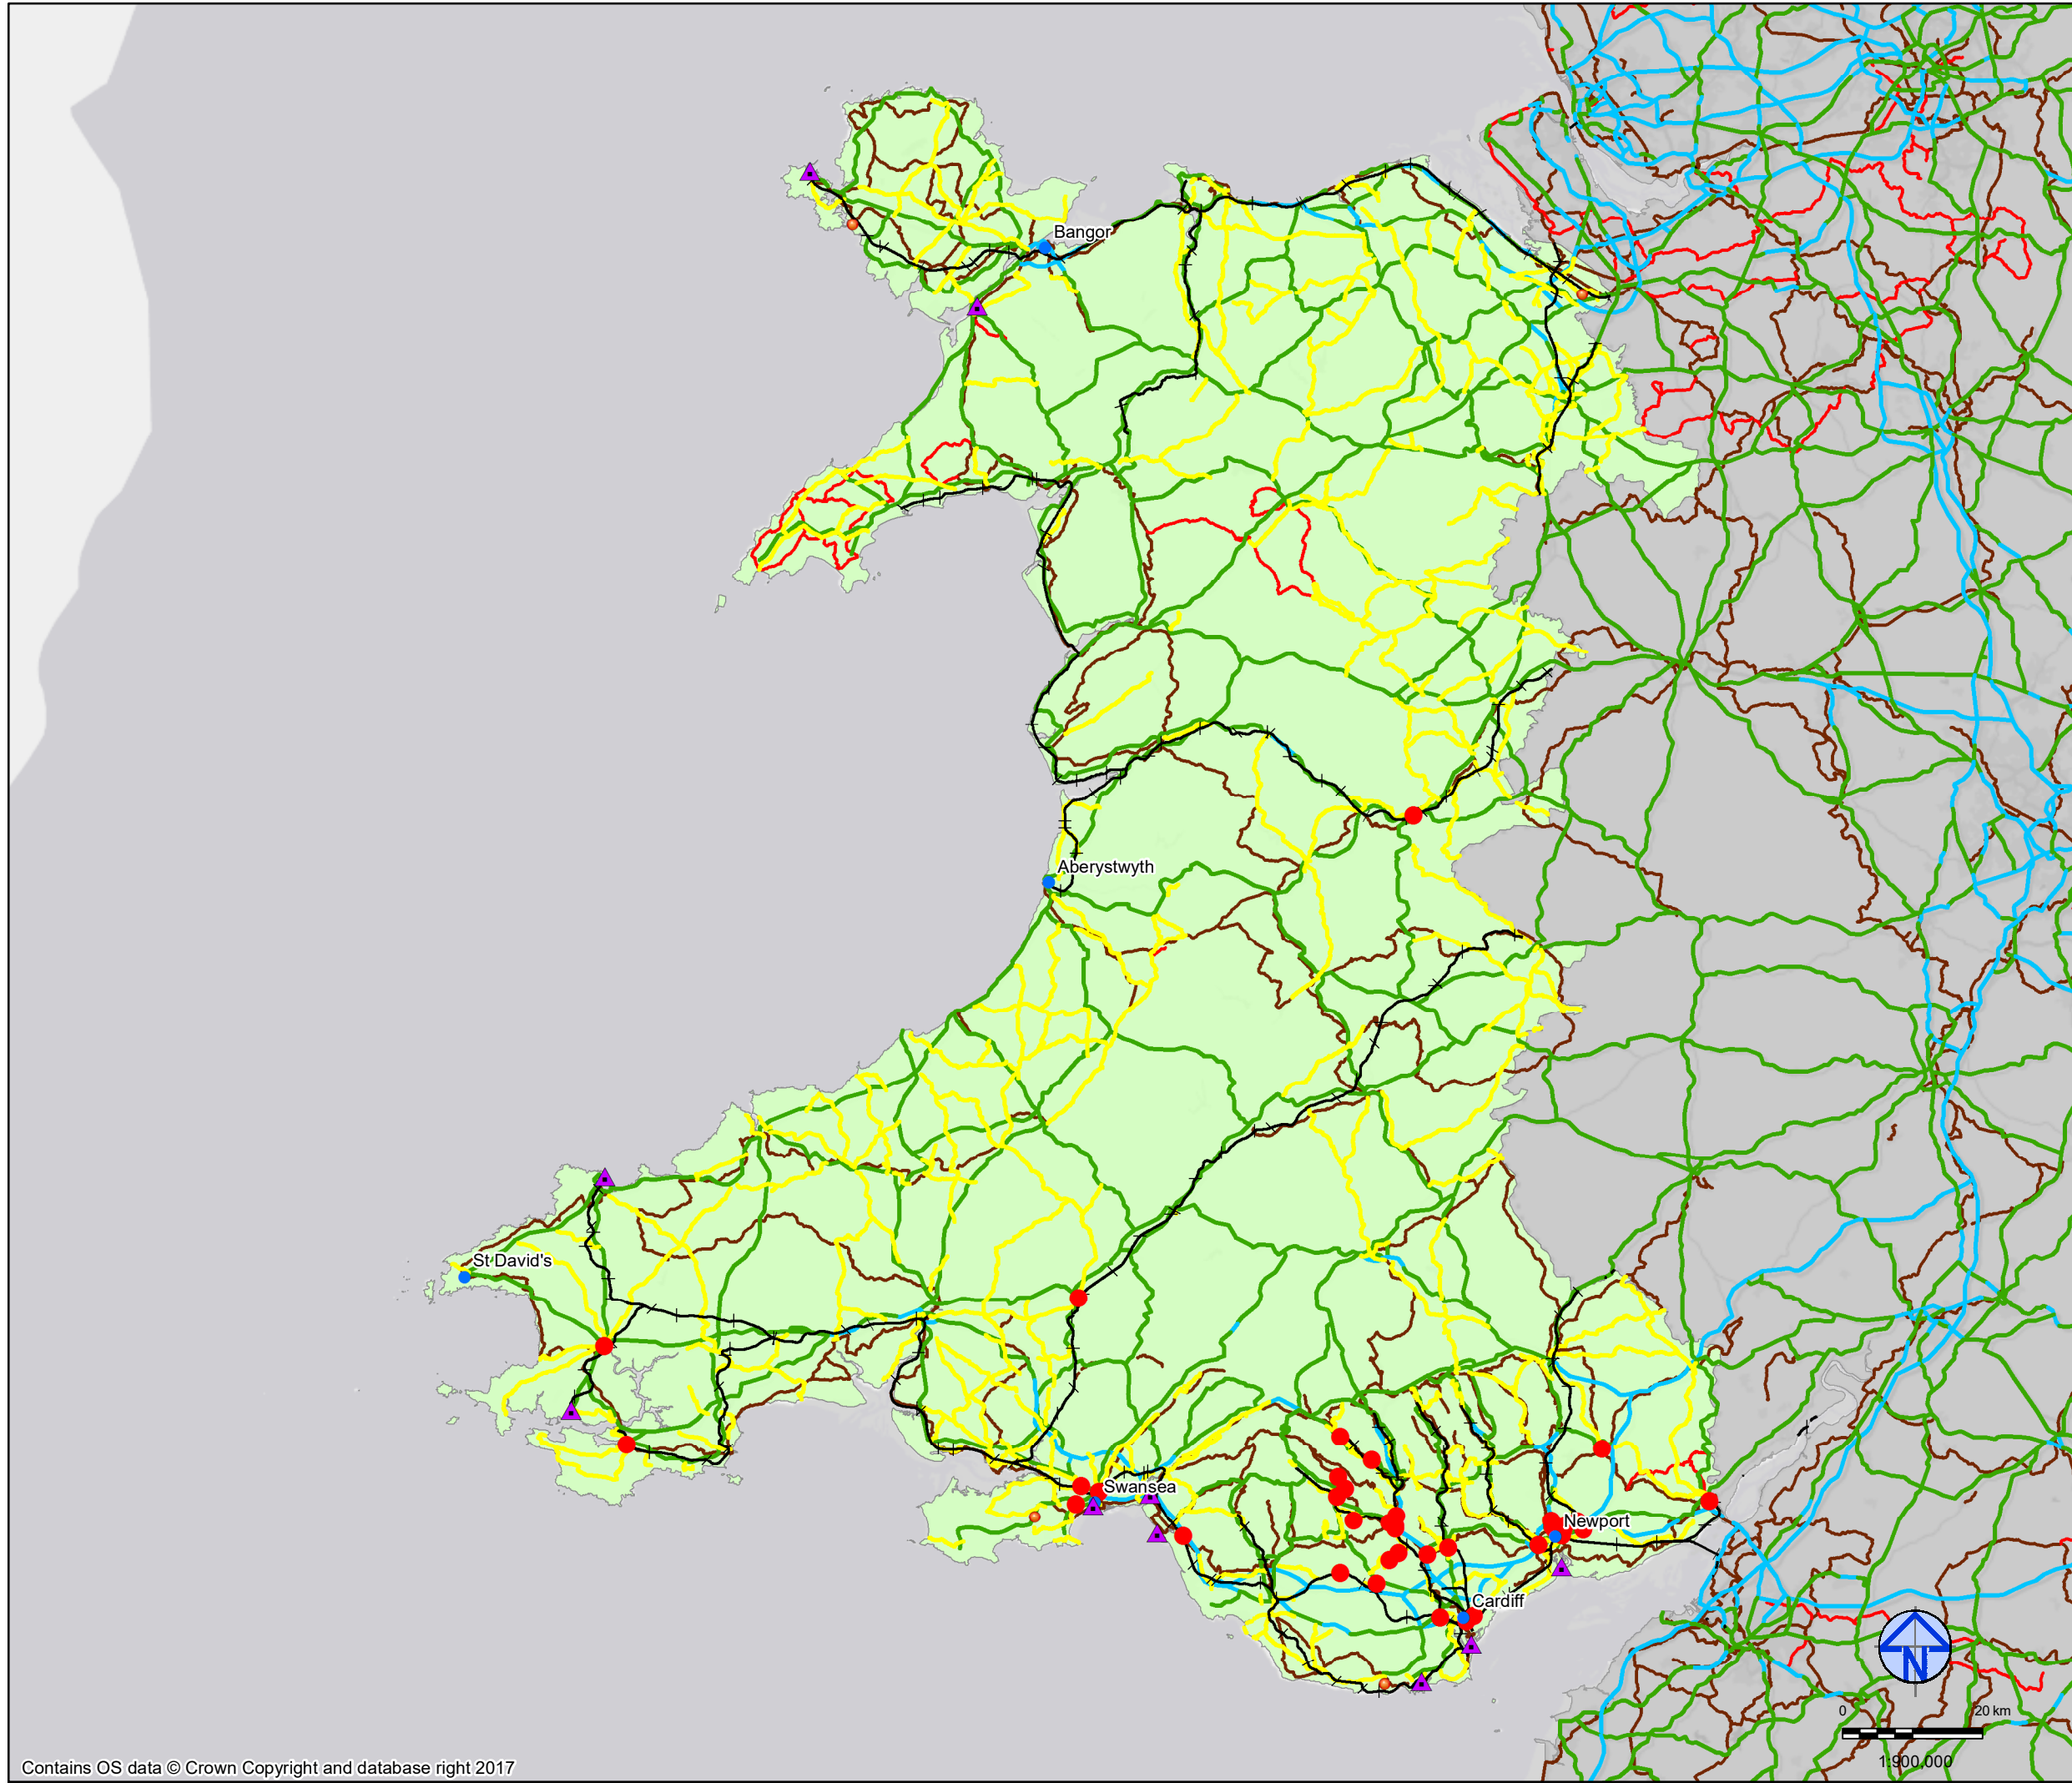 Bangor
Aberystwyth
St David's
Swansea
Newport
Cardiff
N
0 20 km
1:900,000
Contains OS data © Crown Copyright and database right 2017